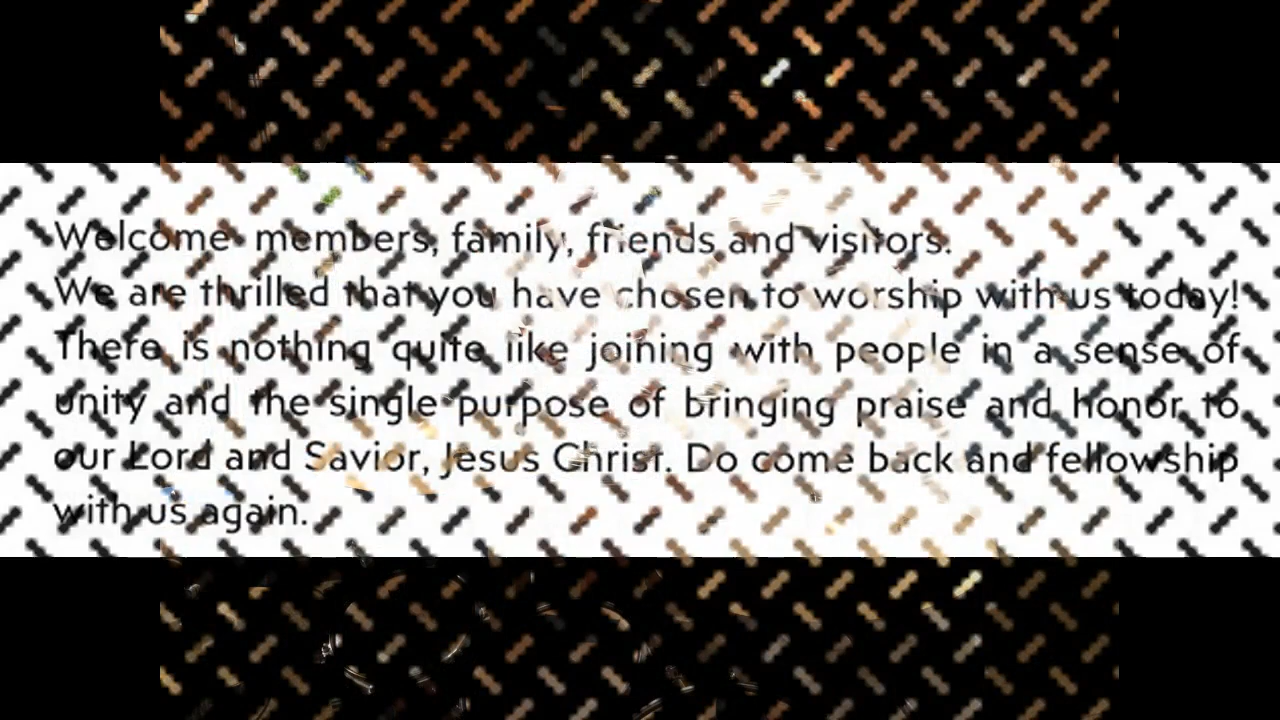 Welcome members, family, friends and visitors.
We are thrilled that you have chosen to worship with us today!
There is nothing quite like joining with people in a sense of
unity and the single purpose of bringing praise and honor to
our Lord and Savior, Jesus Christ. Do come back and fellowship
with us again.